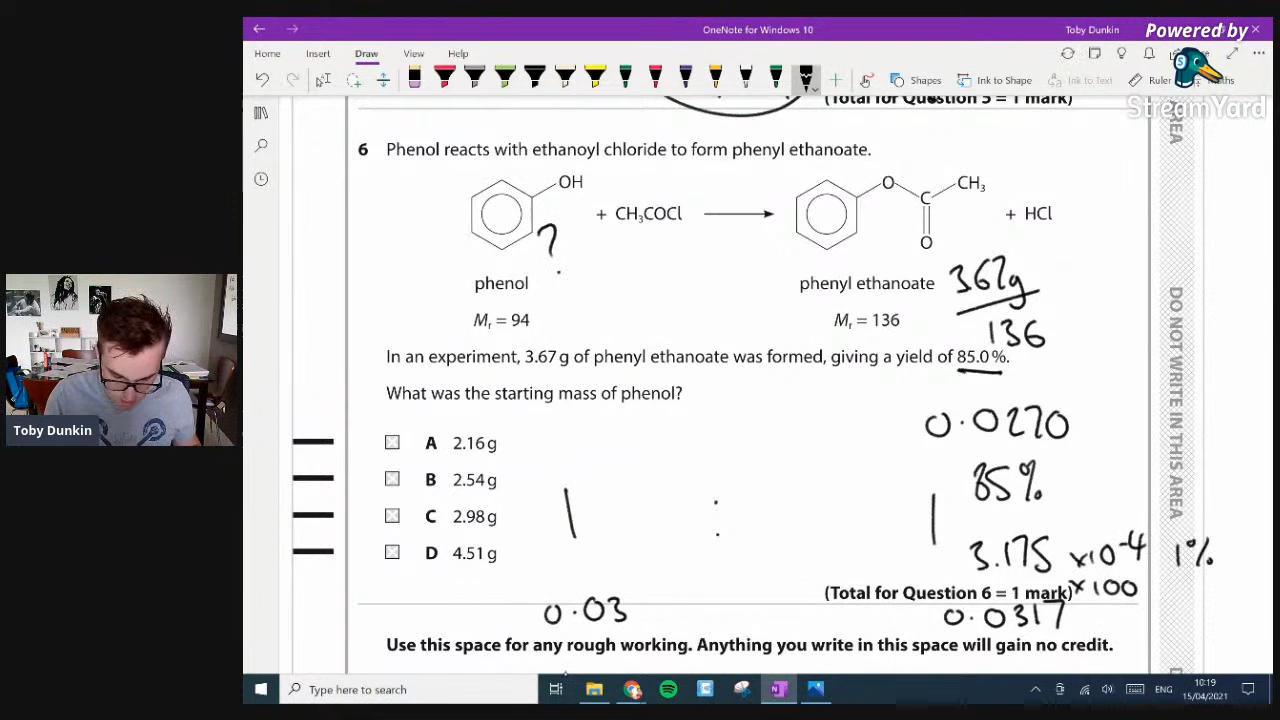 OneNote for Windows 10
Toby Dunkin
Powered by
StreamYard
Home Insert Draw View Help
Shapes Ink to Shape Ink to Text Ruler Maths
(Total for Question 5 = 1 mark)
AREA
6 Phenol reacts with ethanoyl chloride to form phenyl ethanoate.
OH
+ CH₃COCl
O
C
CH₃
O
+ HCl
?
phenol
phenyl ethanoate
367g
136
Mr = 94
Mr = 136
In an experiment, 3.67 g of phenyl ethanoate was formed, giving a yield of 85.0 %.
What was the starting mass of phenol?
0.0270
A 2.16 g
B 2.54 g
C 2.98 g
D 4.51 g
85%
1 : 1
3.175 ×10⁻⁴ 1%
×100
(Total for Question 6 = 1 mark)
0.03
0.0317
Use this space for any rough working. Anything you write in this space will gain no credit.
DO NOT WRITE IN THIS AREA
Toby Dunkin
Type here to search
ENG
10:19
15/04/2021